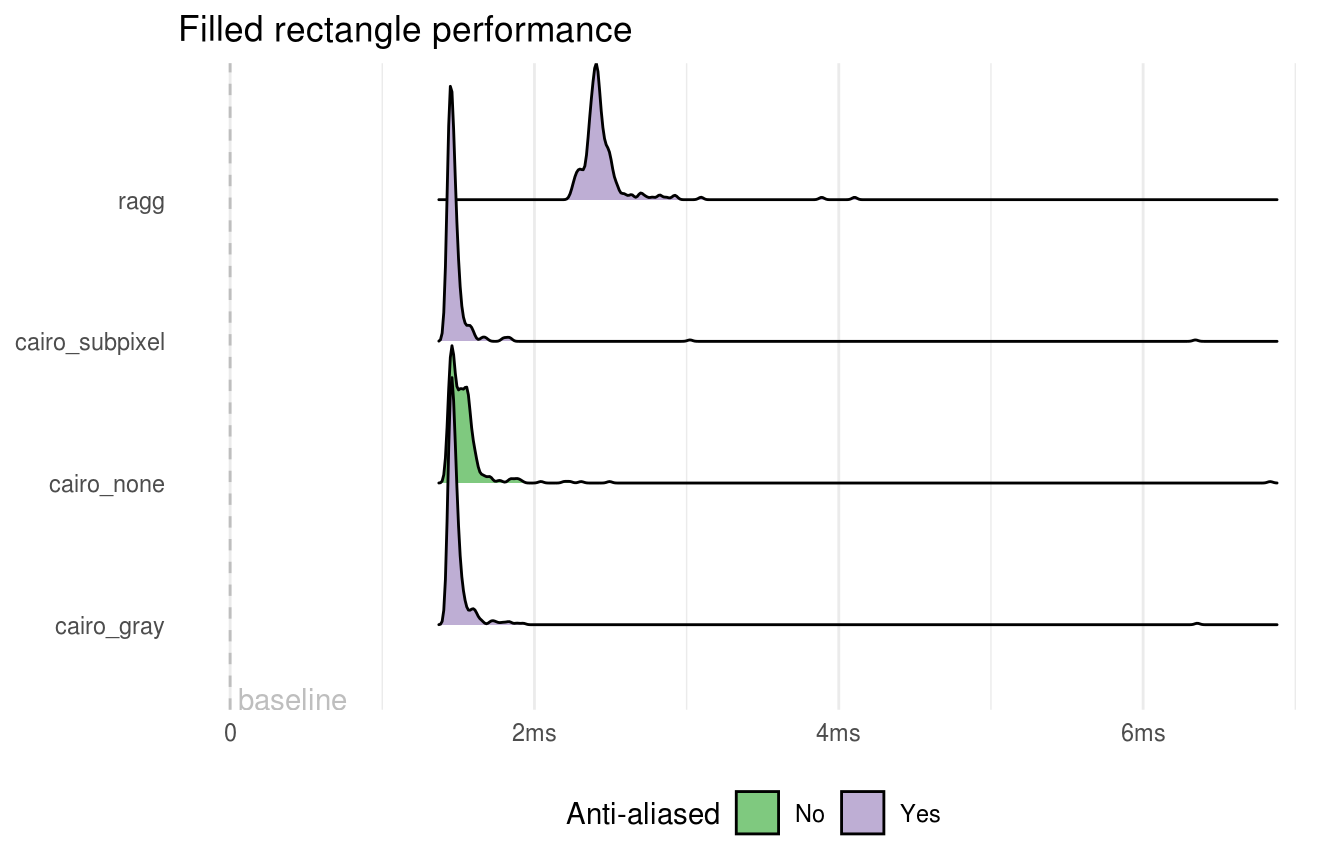 Filled rectangle performance
ragg
cairo_subpixel
cairo_none
cairo_gray
baseline
0 2ms 4ms 6ms
Anti-aliased No Yes